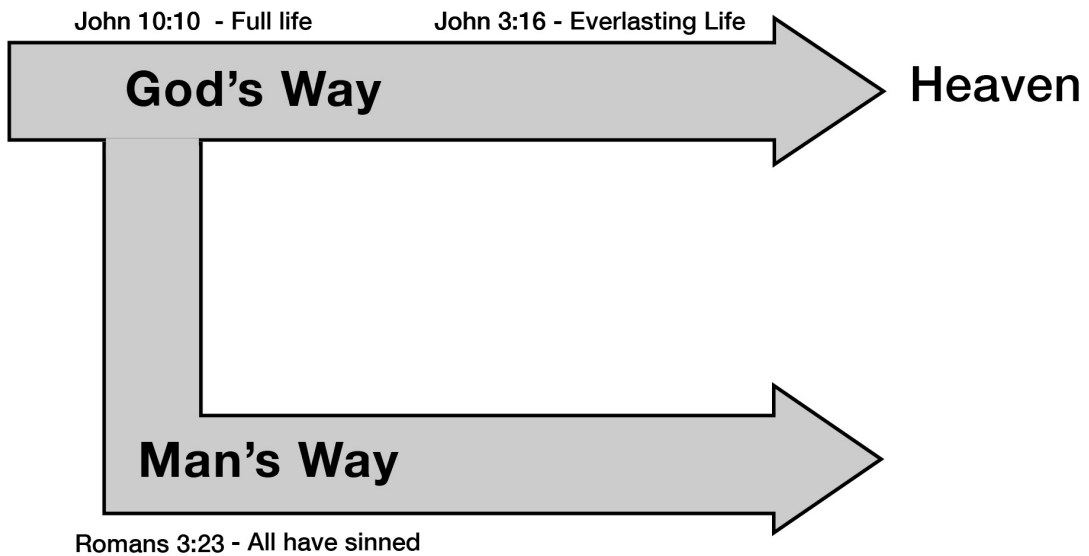 John 10:10 - Full life
John 3:16 - Everlasting Life
God's Way
Heaven
Man's Way
Romans 3:23 - All have sinned